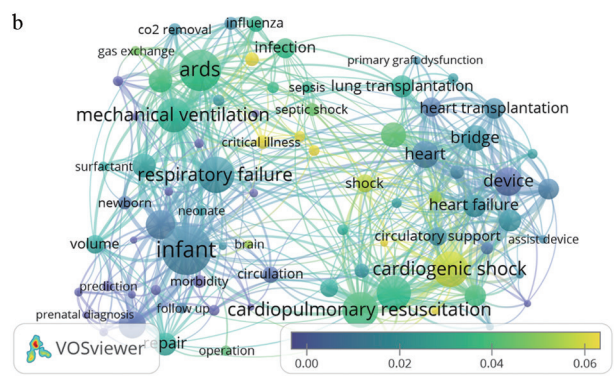 b
co2 removal
influenza
gas exchange
infection
ards
primary graft dysfunction
sepsis
lung transplantation
mechanical ventilation
septic shock
heart transplantation
critical illness
bridge
heart
surfactant
respiratory failure
shock
device
newborn
neonate
heart failure
volume
infant
brain
circulatory support
assist device
cardiogenic shock
circulation
prediction
morbidity
prenatal diagnosis
follow up
cardiopulmonary resuscitation
VOSviewer
repair
operation
0.00
0.02
0.04
0.06